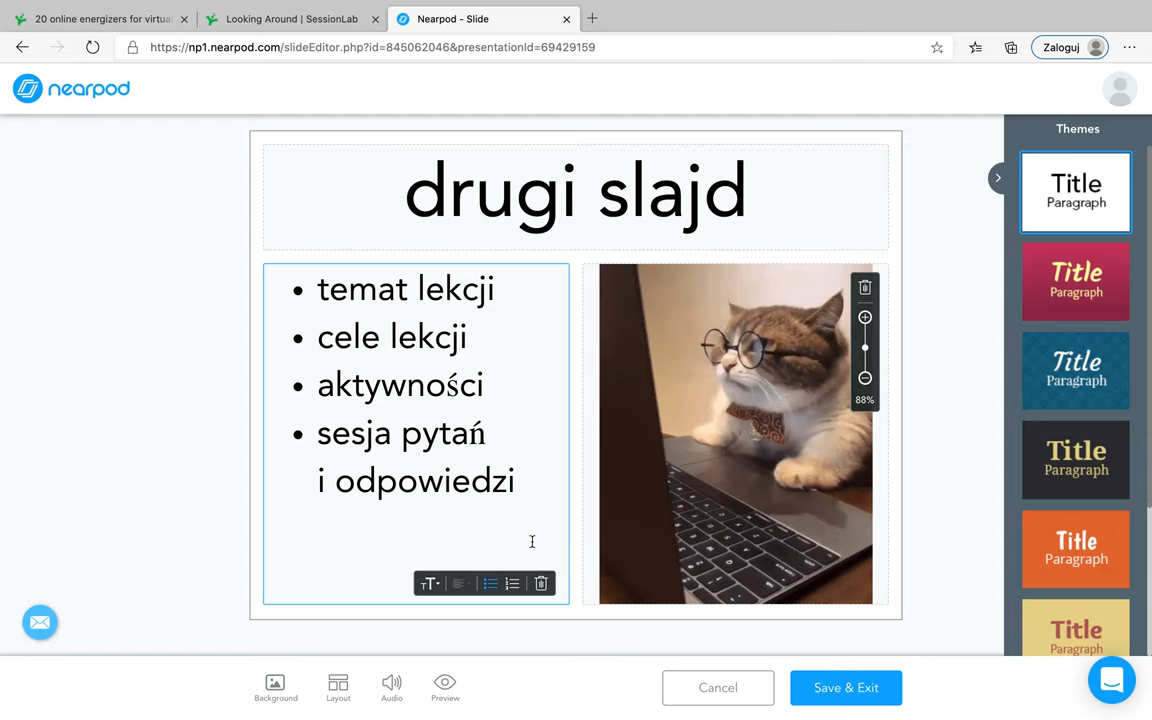 20 online energizers for virtua
Looking Around | SessionLab
Nearpod - Slide
https://np1.nearpod.com/slideEditor.php?id=845062046&presentationId=69429159
Zaloguj
nearpod
Themes
drugi slajd
• temat lekcji
• cele lekcji
• aktywności
• sesja pytań
i odpowiedzi
88%
Title
Paragraph
Title
Paragraph
Title
Paragraph
Title
Paragraph
Title
Paragraph
Title
Paragraph
Background
Layout
Audio
Preview
Cancel
Save & Exit